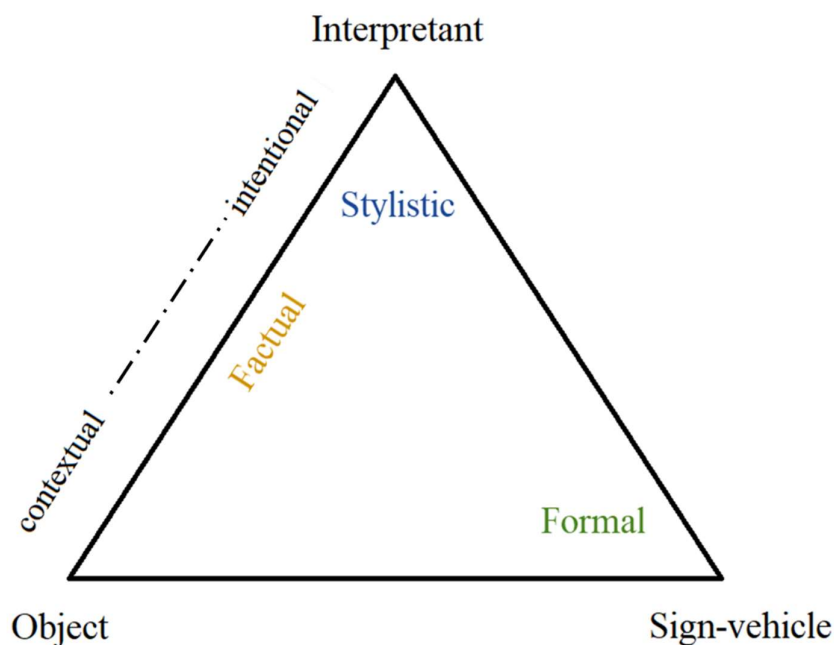 Interpretant
intentional
Stylistic
Factual
contextual
Formal
Object
Sign-vehicle